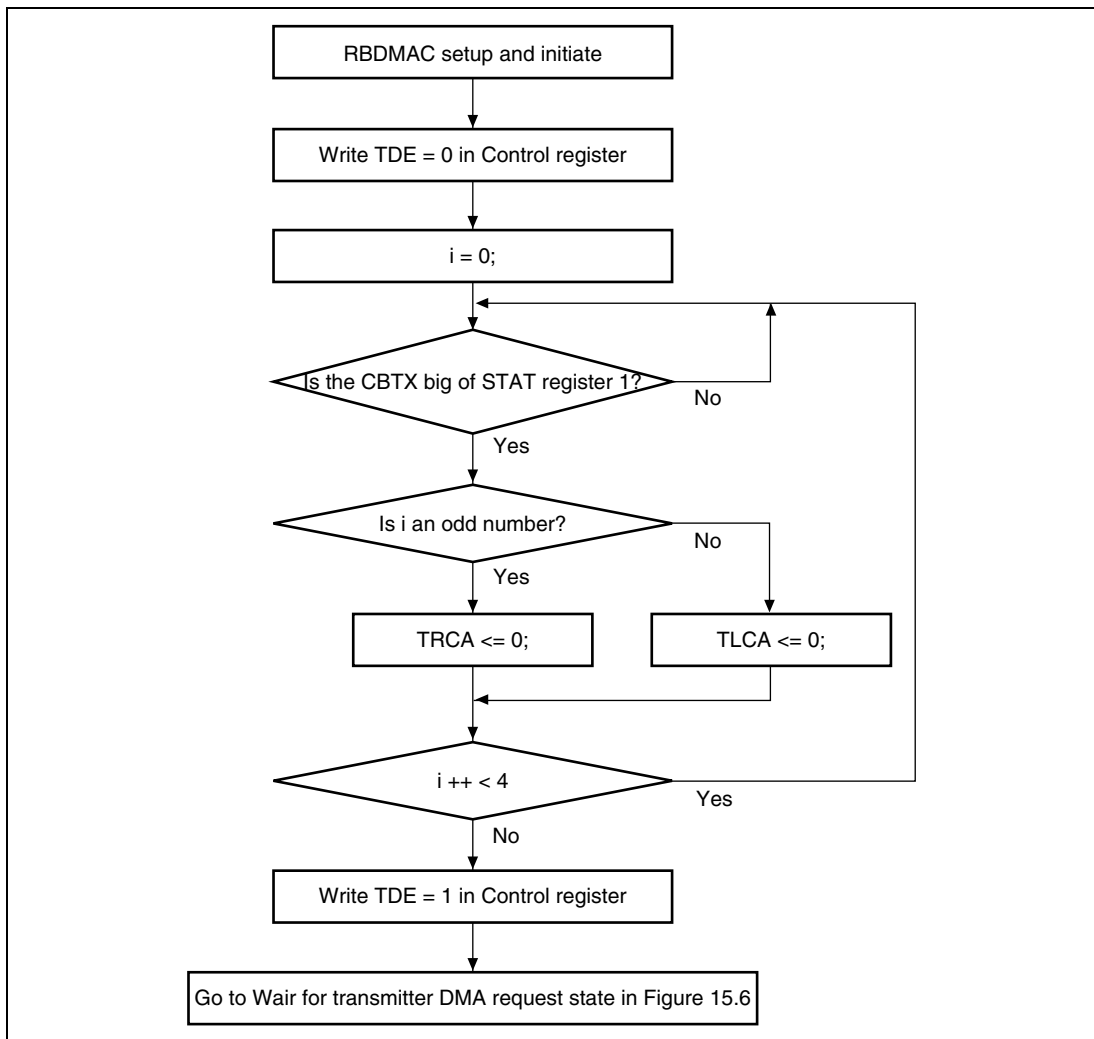 RBDMAC setup and initiate
Write TDE = 0 in Control register
i = 0;
Is the CBTX big of STAT register 1?
No
Yes
Is i an odd number?
No
Yes
TRCA <= 0;
TLCA <= 0;
i ++ < 4
Yes
No
Write TDE = 1 in Control register
Go to Wair for transmitter DMA request state in Figure 15.6